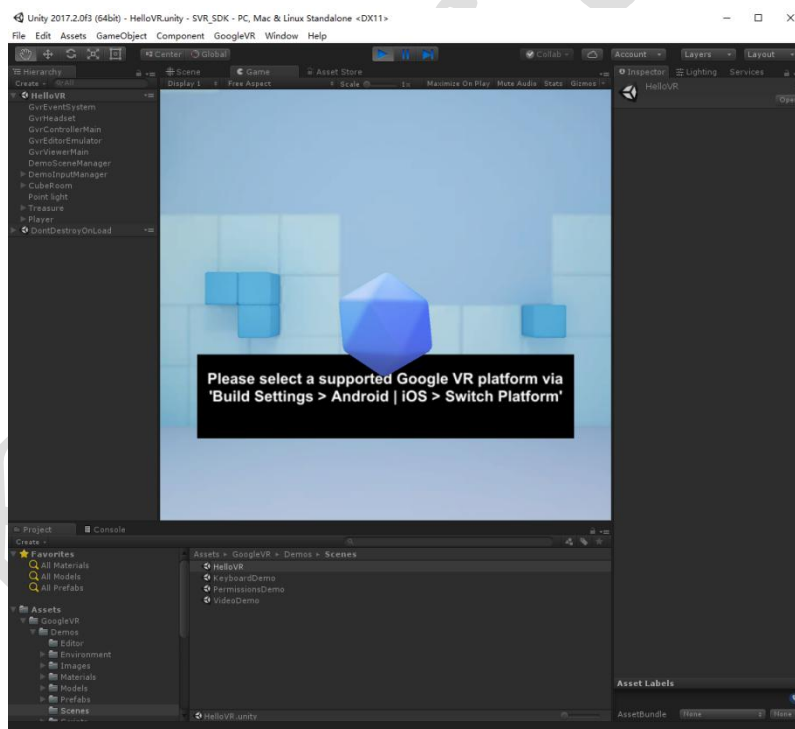 Unity 2017.2.0f3 (64bit) - HelloVR.unity - SVR_SDK - PC, Mac & Linux Standalone <DX11>
File Edit Assets GameObject Component GoogleVR Window Help
Center Global Collab Account Layers Layout
Hierarchy
Create All
HelloVR
GvrEventSystem
GvrHeadset
GvrControllerMain
GvrEditorEmulator
GvrViewerMain
DemoSceneManager
DemoInputManager
CubeRoom
Point light
Treasure
Player
DontDestroyOnLoad
Scene Game Asset Store
Display 1 Free Aspect Scale 1x Maximize On Play Mute Audio Stats Gizmos
Please select a supported Google VR platform via
'Build Settings > Android | iOS > Switch Platform'
Inspector Lighting Services
HelloVR
Ope
Project Console
Create
Favorites
All Materials
All Models
All Prefabs
Assets
GoogleVR
Demos
Editor
Environment
Images
Materials
Models
Prefabs
Scenes
Assets GoogleVR Demos Scenes
HelloVR
KeyboardDemo
PermissionsDemo
VideoDemo
HelloVR.unity
Asset Labels
AssetBundle None None